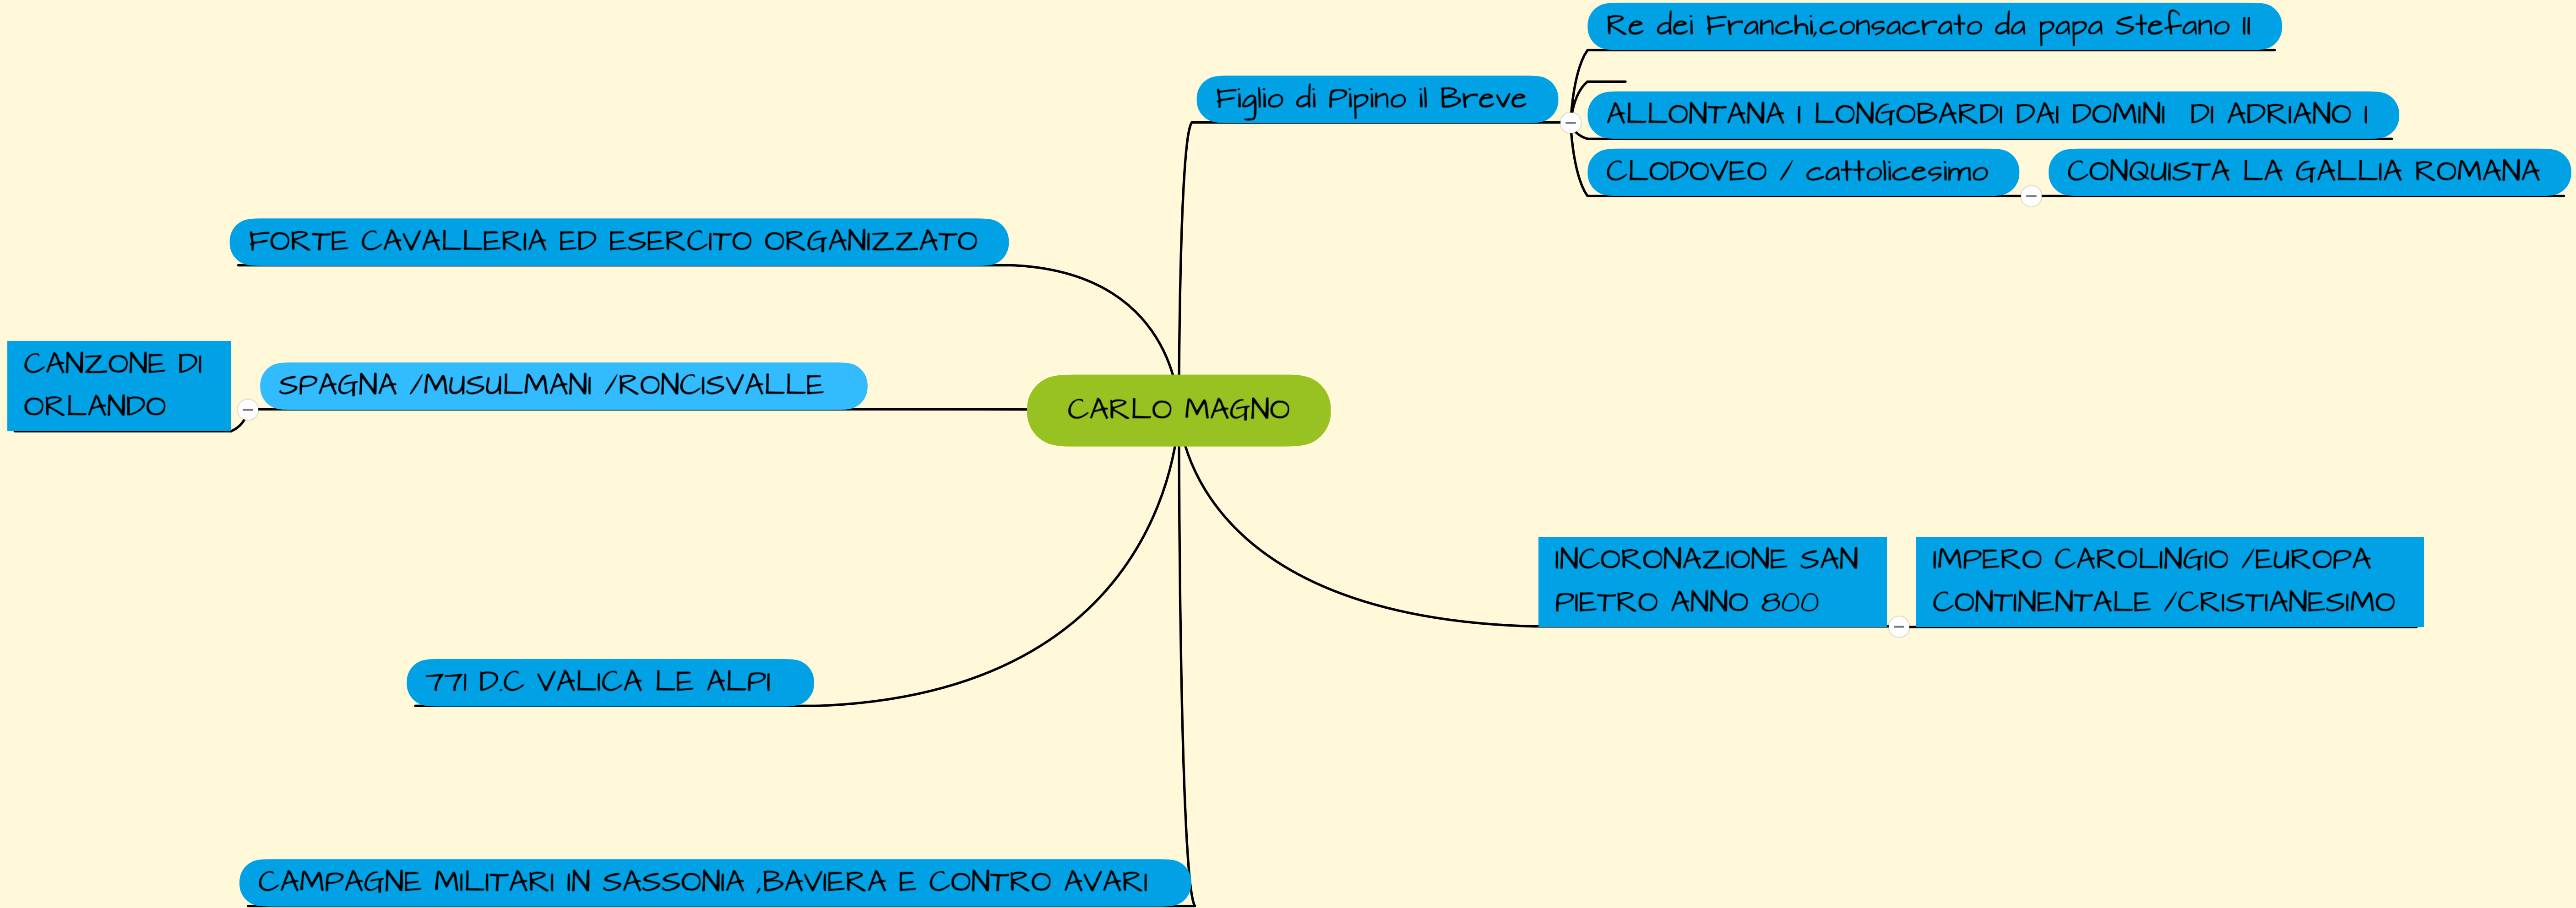 Re dei Franchi,consacrato da papa Stefano II
Figlio di Pipino il Breve
ALLONTANA I LONGOBARDI DAI DOMINI DI ADRIANO I
CLODOVEO / cattolicesimo
CONQUISTA LA GALLIA ROMANA
FORTE CAVALLERIA ED ESERCITO ORGANIZZATO
CANZONE DI
ORLANDO
SPAGNA /MUSULMANI /RONCISVALLE
CARLO MAGNO
INCORONAZIONE SAN
PIETRO ANNO 800
IMPERO CAROLINGIO /EUROPA
CONTINENTALE /CRISTIANESIMO
771 D.C VALICA LE ALPI
CAMPAGNE MILITARI IN SASSONIA ,BAVIERA E CONTRO AVARI